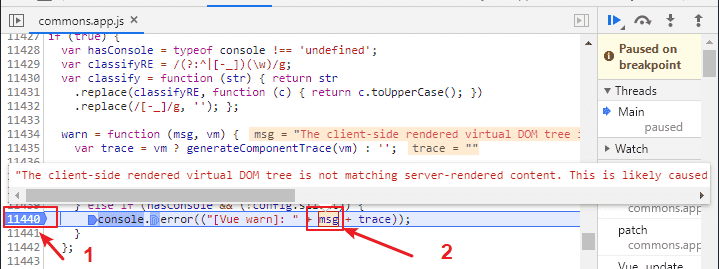 commons.app.js ×
11427 if (true) {
11428 var hasConsole = typeof console !== 'undefined';
11429 var classifyRE = /(?:^|[-_])(\w)/g;
11430 var classify = function (str) { return str
11431 .replace(classifyRE, function (c) { return c.toUpperCase(); })
11432 .replace(/[-_]/g, ''); };
11433
11434 warn = function (msg, vm) { msg = "The client-side rendered virtual DOM tree i
11435 var trace = vm ? generateComponentTrace(vm) : ''; trace = ""
"The client-side rendered virtual DOM tree is not matching server-rendered content. This is likely caused
} else if (hasConsole && (!config.
11440 console. error(("[Vue warn]: " + msg + trace));
11441 }
11442 };
1
2
Paused on
breakpoint
Threads
Main
paused
Watch
commons.app
patch
commons.app
Vue._update